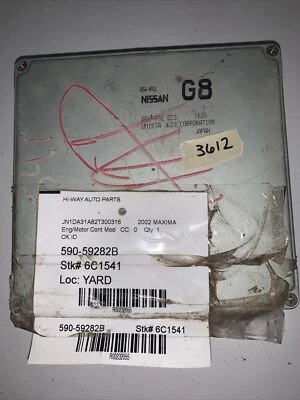 NISSAN G8
UNISIA JECS CORPORATION
JAPAN
3612
HI-WAY AUTO PARTS
JN1DA31A82T300316 2002 MAXIMA
Eng/Motor Cont Mod CC: 0 Qty 1
CK ID
590-59282B
Stk# 6C1541
Loc: YARD
590-59282B Stk# 6C1541